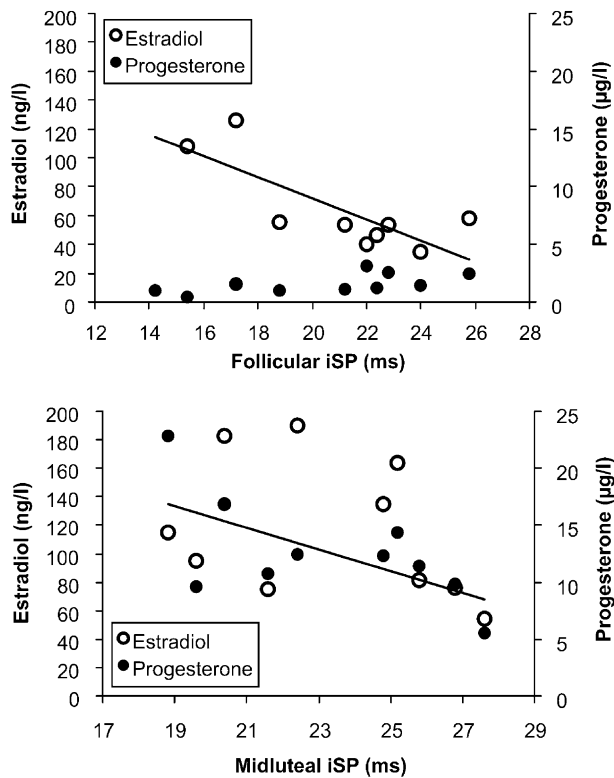 Estradiol (ng/l)
200
180
160
140
120
100
80
60
40
20
0
Estradiol
Progesterone
25
20
15
10
5
0
Progesterone (µg/l)
12 14 16 18 20 22 24 26 28
Follicular iSP (ms)
Estradiol (ng/l)
200
180
160
140
120
100
80
60
40
20
0
Estradiol
Progesterone
25
20
15
10
5
0
Progesterone (µg/l)
17 19 21 23 25 27 29
Midluteal iSP (ms)